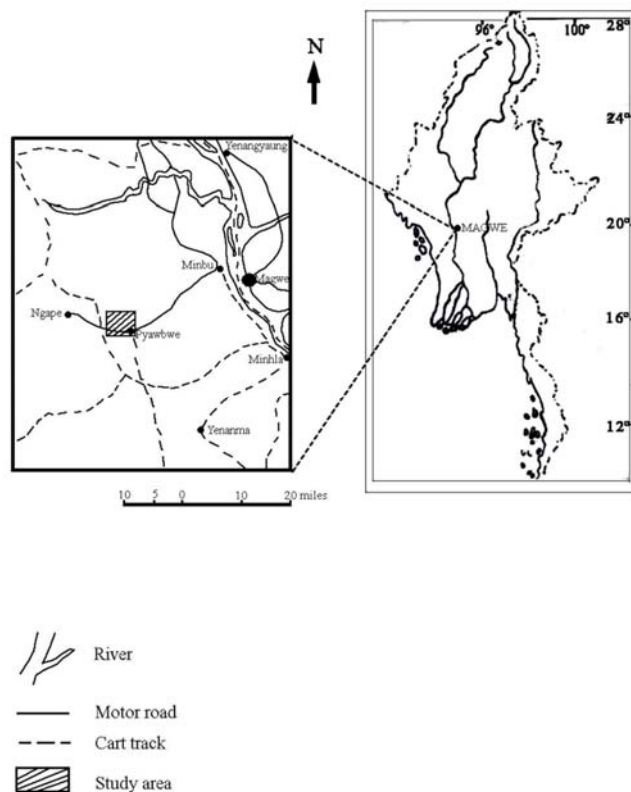 N
96°
100°
28°
24°
20°
16°
12°
MAGWE
Yenangyaung
Minbu
Magwe
Ngape
Pyawbwe
Minhla
Yenanma
10 5 0 10 20 miles
River
Motor road
Cart track
Study area